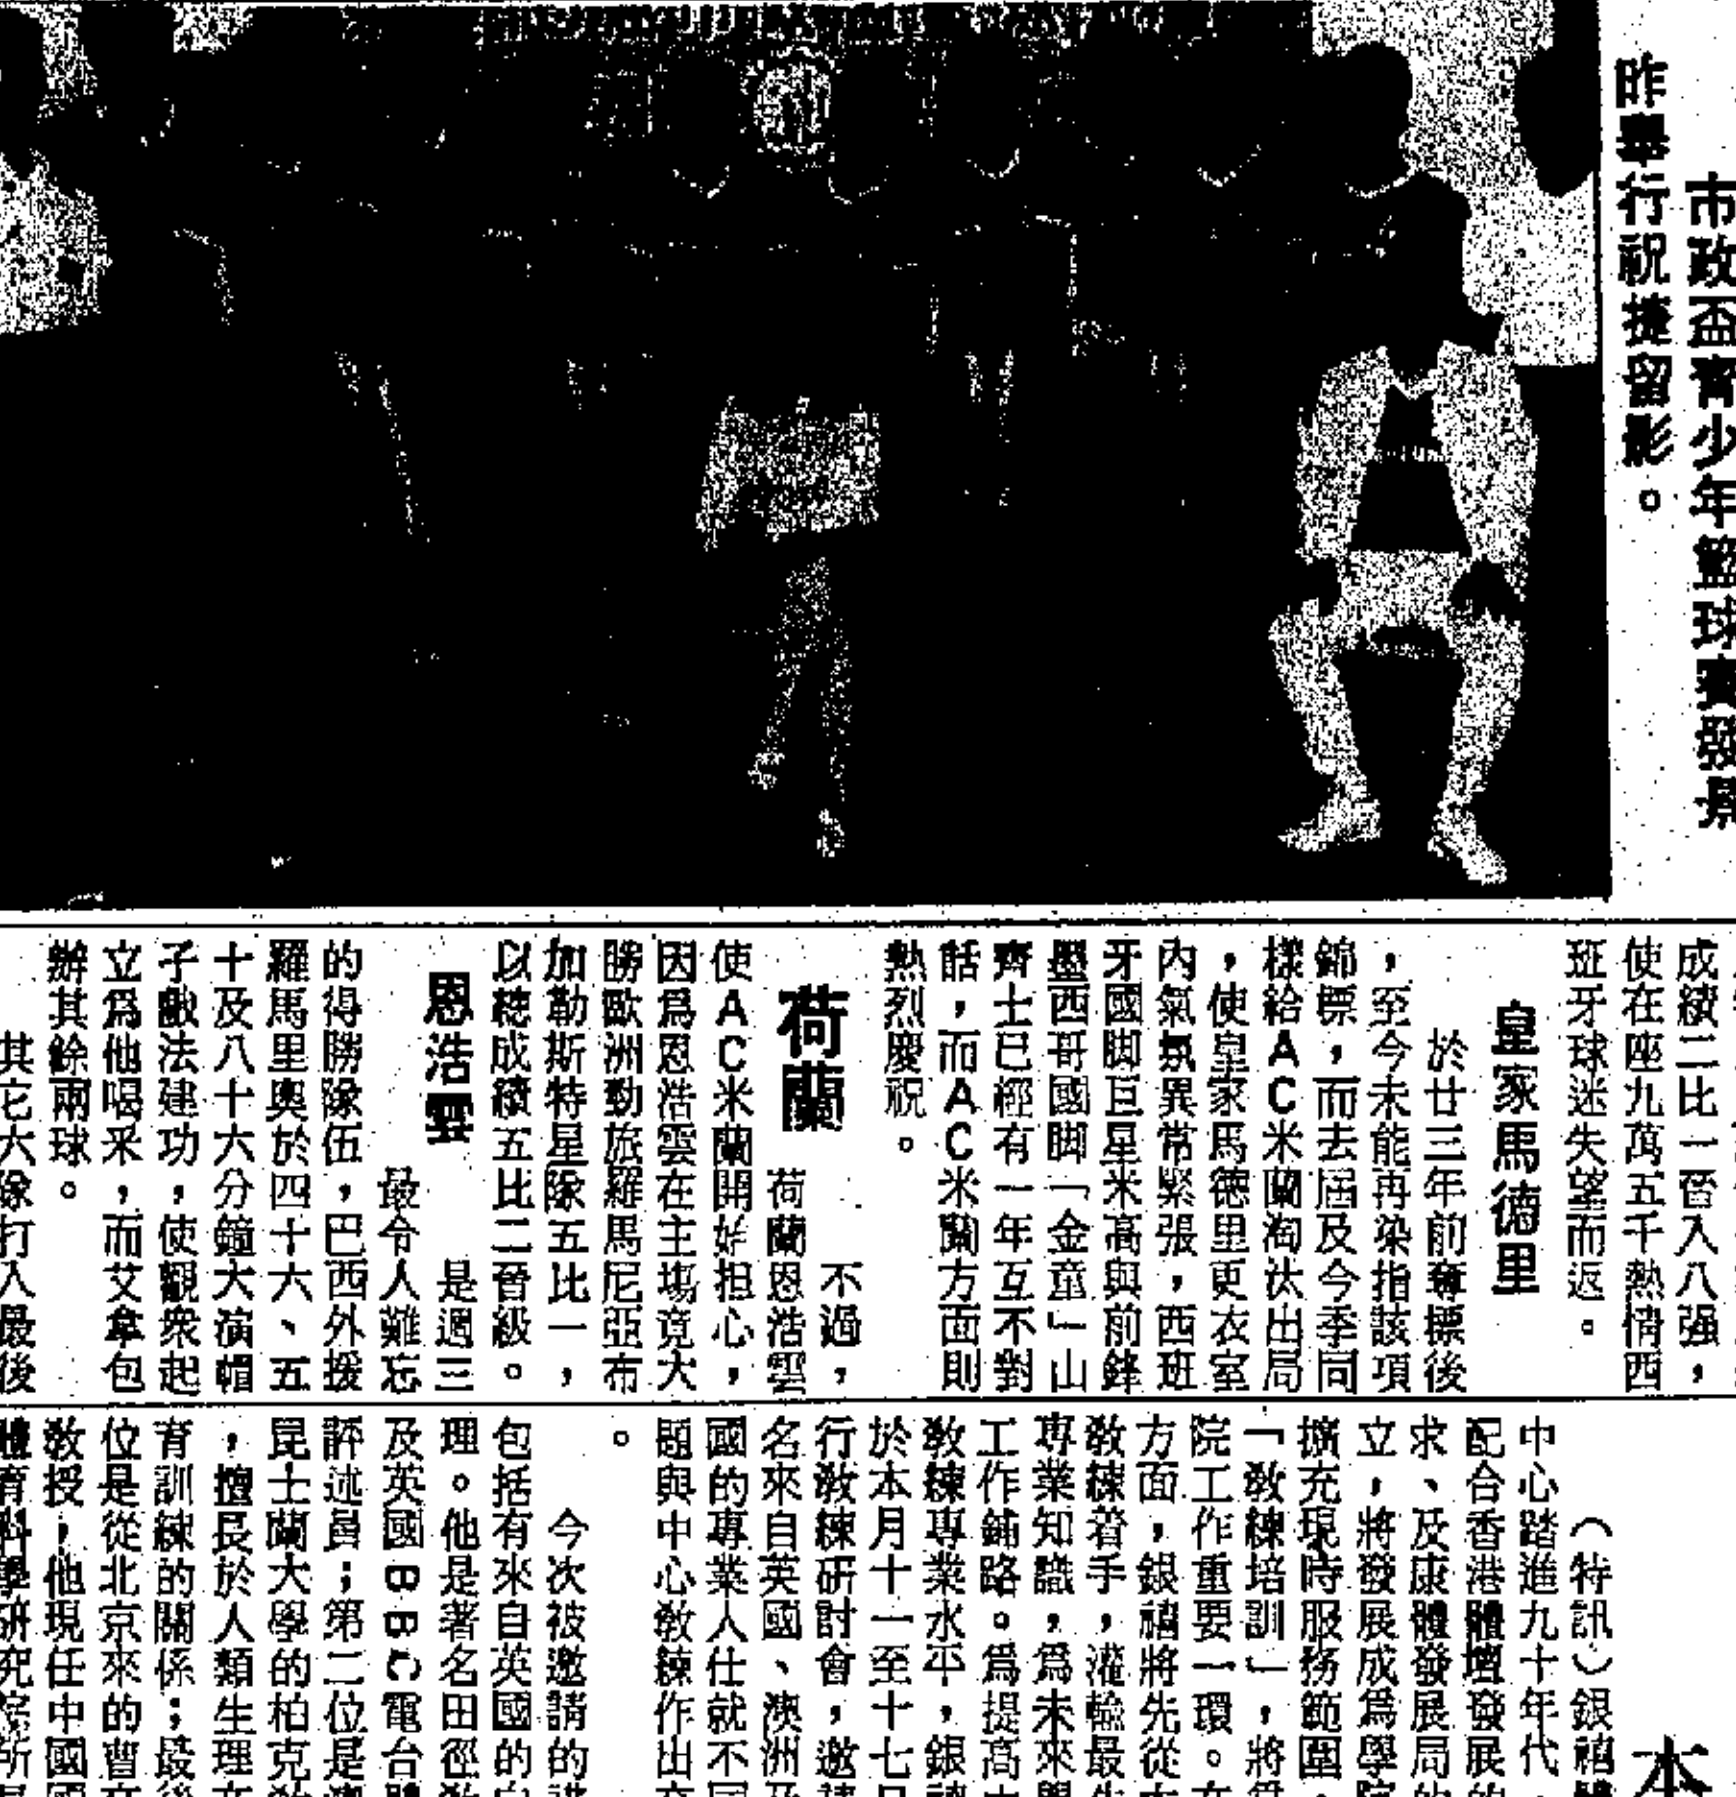 市政盃青少年籃球賽發
昨舉行祝捷留影。
成績二比一晉入八强，
使在座九萬五千熱情西
班牙球迷失望而返。
皇家馬德里
於廿三年前奪標後
，至今未能再染指該項
錦標，而去屆及今季同
樣給AC米蘭淘汰出局
，使皇家馬德里更衣室
內氣氛異常緊張，西班
牙國脚巨星米高與前鋒
墨西哥國脚「金童」山
齊士已經有一年互不對
話，而AC米蘭方面則
熱烈慶祝。
不過，
荷蘭
荷蘭恩浩雲
使AC米蘭開始担心，
因爲恩浩雲在主場竟大
勝歐洲勁旅羅馬尼亞布
加勒斯特星隊五比一，
以總成績五比二晉級。
恩浩雲
是週三
最令人難忘
的得勝隊伍，巴西外援
羅馬里奧於四十六、五
十及八十六分鐘大演帽
子戲法建功，使觀衆起
立爲他喝采，而艾拿包
辦其餘兩球。
其它六隊打入最後
本
（特訊）銀禧體
中心踏進九十年代，
配合香港體壇發展的
求、及康體發展局的
立，將發展成爲學院
擴充現時服務範圍，
「教練培訓」，將
院工作重要一環。在
方面，銀禧將先從
教練着手，灌輸最先
專業知識，爲未來
工作鋪路。爲提高
教練專業水平，銀禧
於本月十一至十七日
行教練研討會，邀請
名來自英國、澳洲及
國的專業人仕就不同
題與中心教練作出
。
今次被邀請的講
包括有來自英國的
理。他是著名田徑教
及英國BBC電台體
評述員；第二位是澳
昆士蘭大學的柏克
，擅長於人類生理
育訓練的關係；最後
位是從北京來的曹
教授，他現任中國國
體育科學研究院所